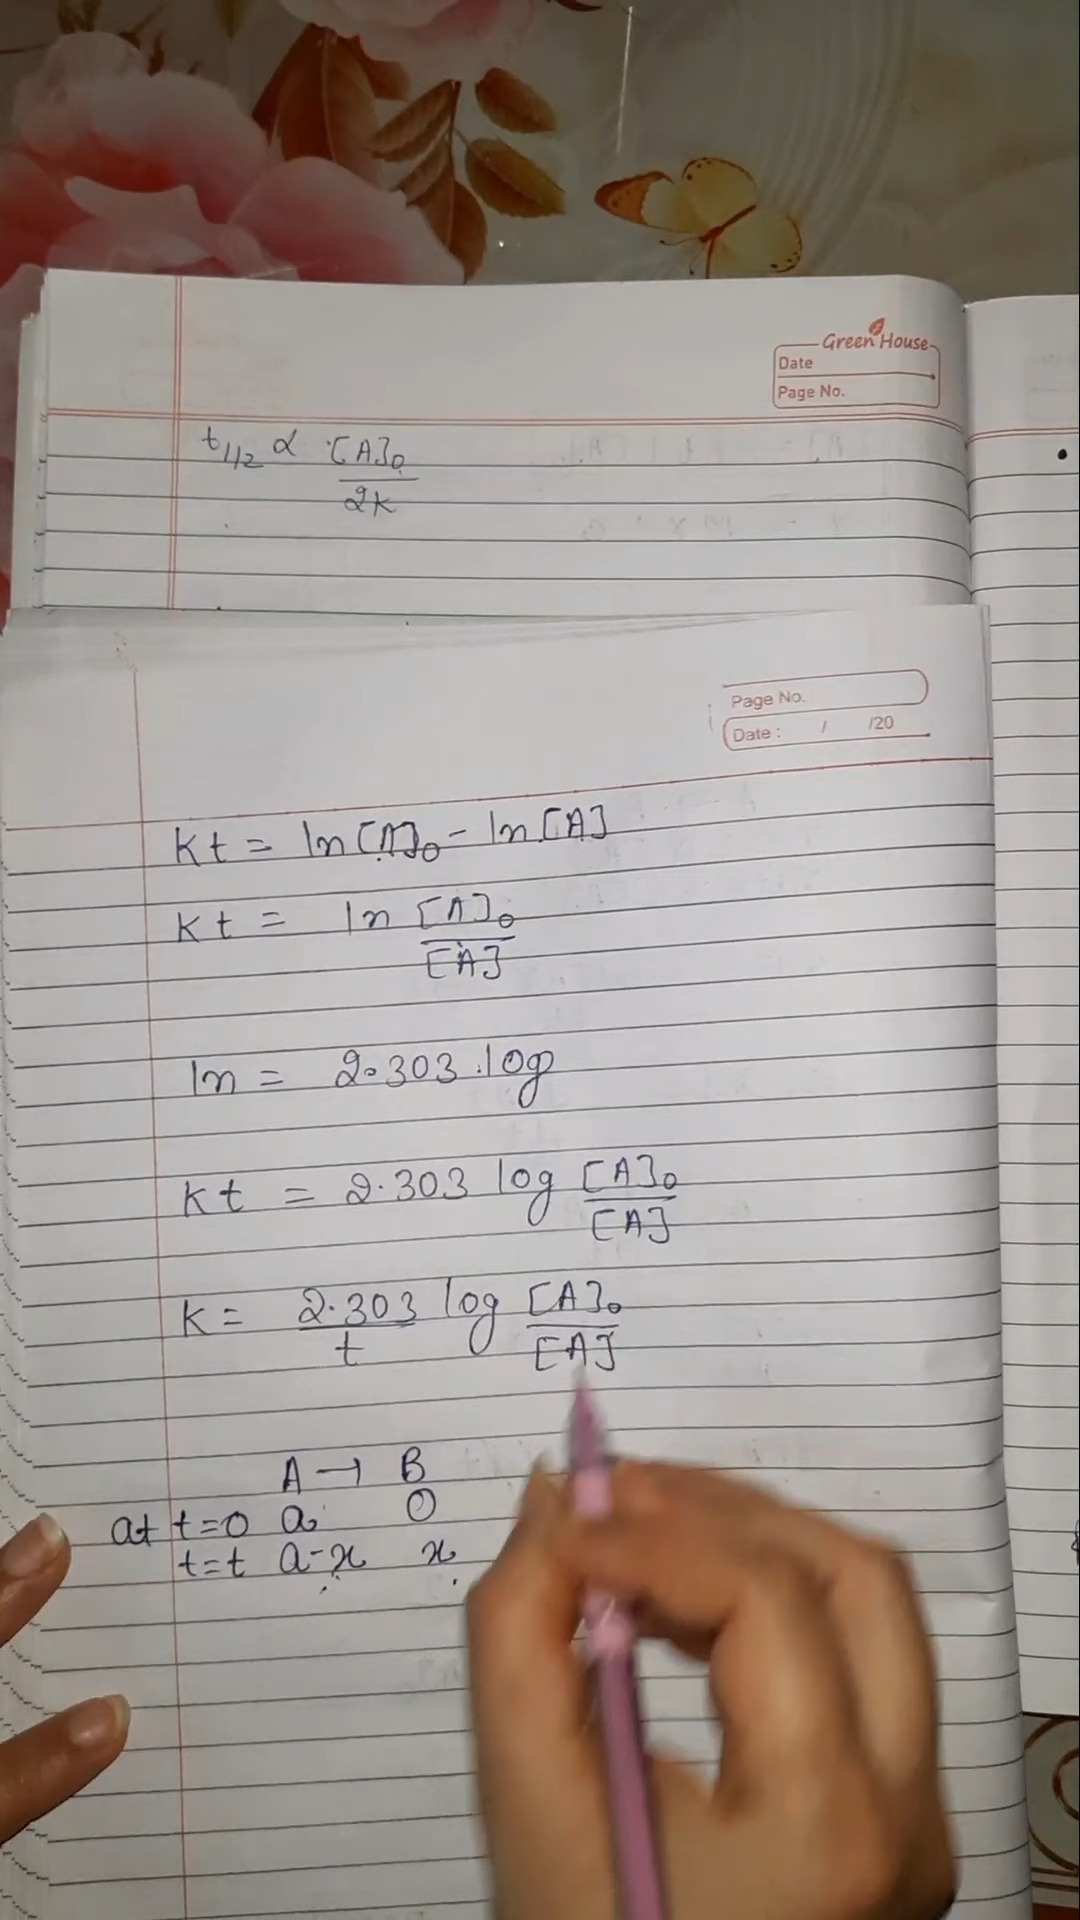 Green House
Date
Page No.
t1/2 ∝ [A]₀
2k
Page No.
Date : / /20
Kt = ln[A]₀ - ln[A]
Kt = ln [A]₀
[A]
ln = 2.303 log
Kt = 2.303 log [A]₀
[A]
K = 2.303 log [A]₀
t [A]
A → B
at t=0 a 0
t=t a-x x